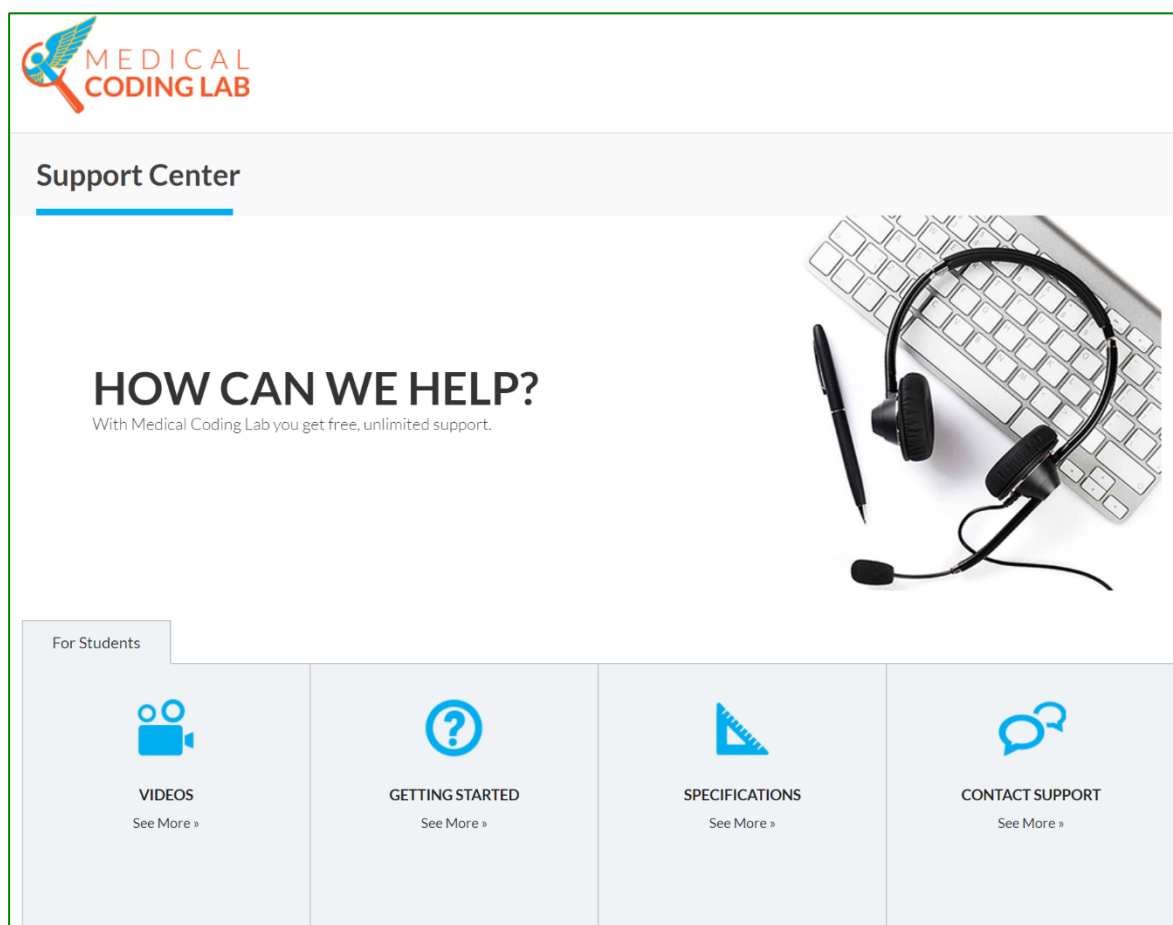 MEDICAL
CODING LAB
Support Center
HOW CAN WE HELP?
With Medical Coding Lab you get free, unlimited support.
For Students
VIDEOS
See More »
GETTING STARTED
See More »
SPECIFICATIONS
See More »
CONTACT SUPPORT
See More »